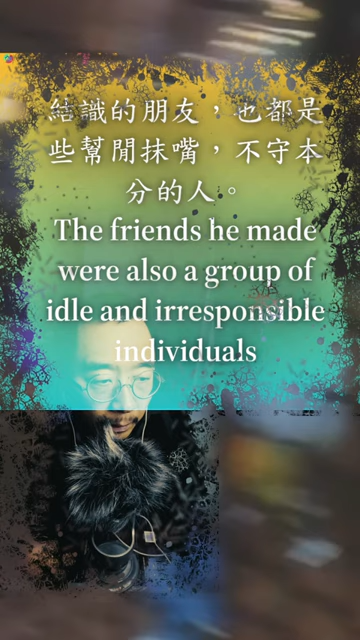 結識的朋友，也都是
些幫閒抹嘴，不守本
分的人。
The friends he made
were also a group of
idle and irresponsible
individuals